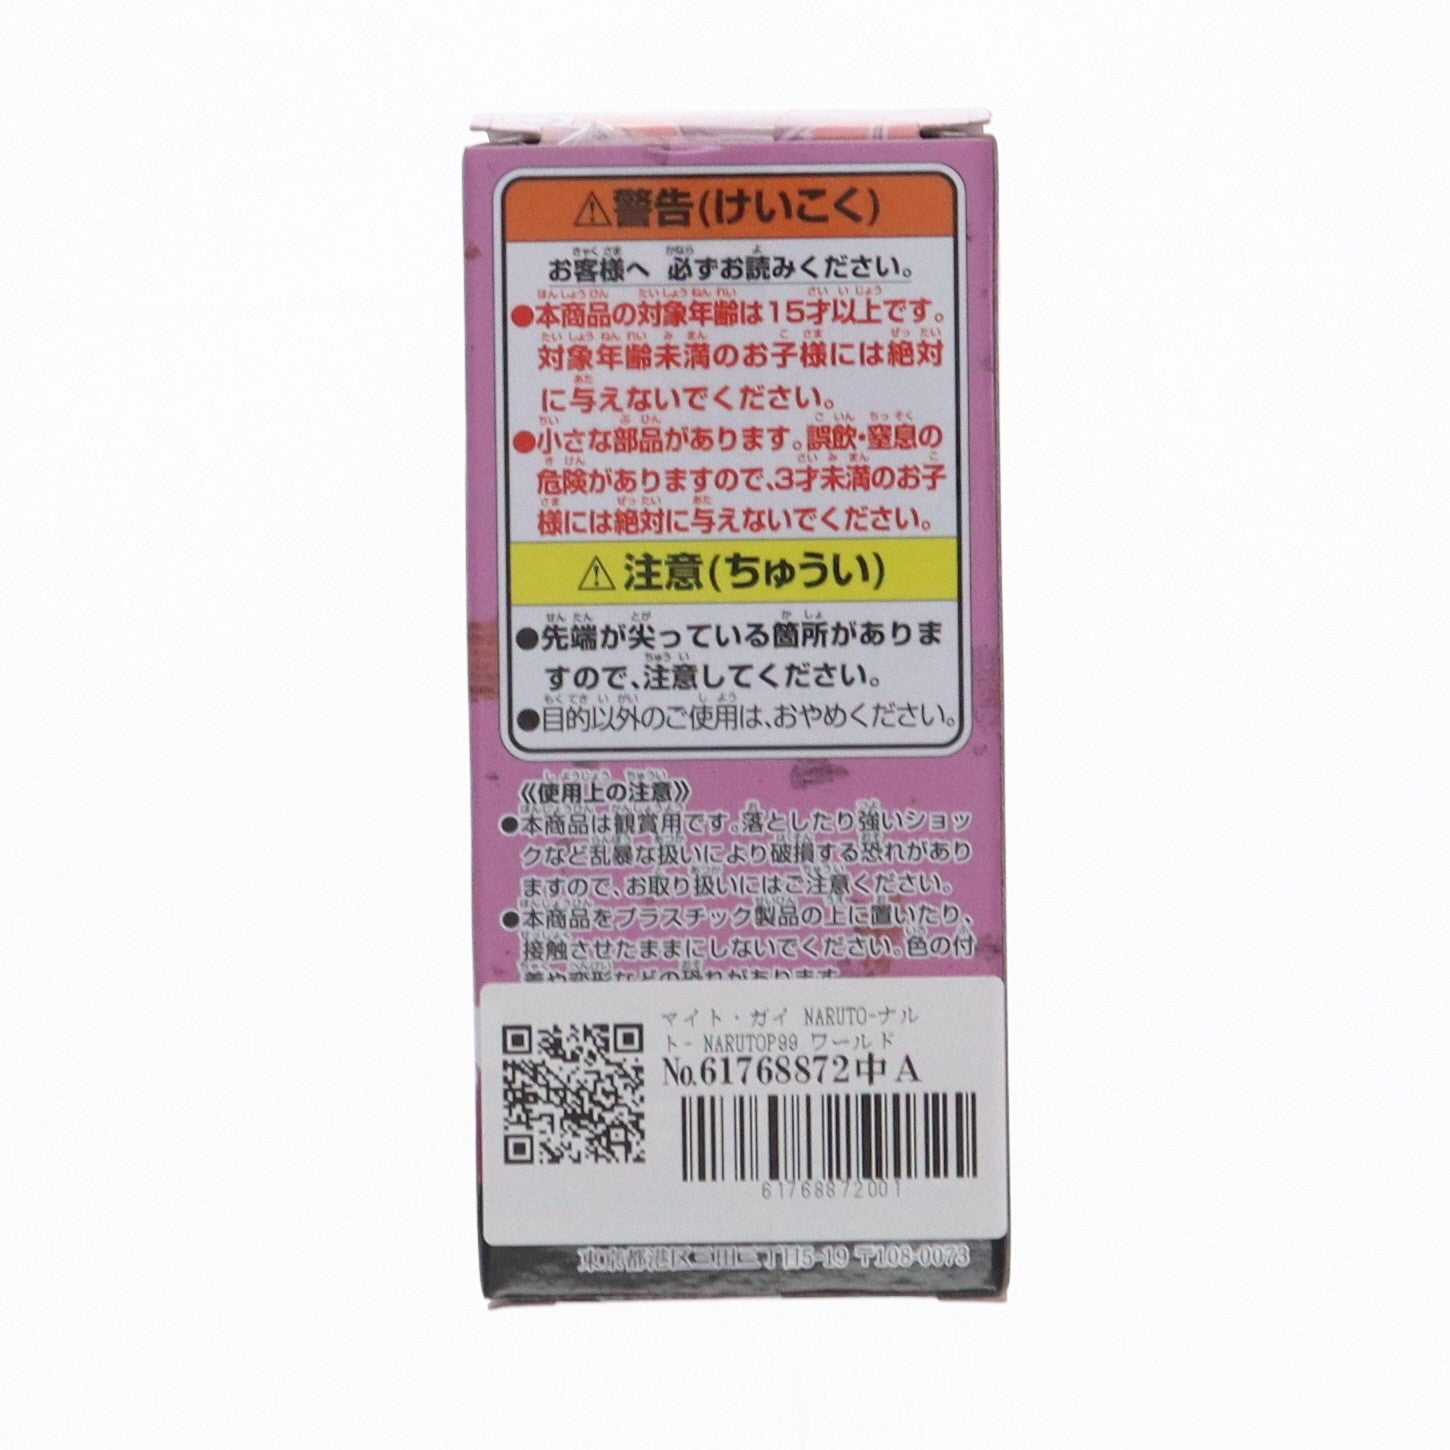 ⚠警告(けいこく)
お客様へ 必ずお読みください。
●本商品の対象年齢は15才以上です。
対象年齢未満のお子様には絶対
に与えないでください。
●小さな部品があります。誤飲・窒息の
危険がありますので、3才未満のお子
様には絶対に与えないでください。
⚠注意(ちゅうい)
●先端が尖っている箇所がありま
すので、注意してください。
●目的以外のご使用は、おやめください。
《使用上の注意》
●本商品は観賞用です。落としたり強いショッ
クなど乱暴な扱いにより破損する恐れがあり
ますので、お取り扱いにはご注意ください。
●本商品をプラスチック製品の上に置いたり、
接触させたままにしないでください。色の付
着や変形などの恐れがあります。
マイト・ガイ NARUTO-ナル
ト- NARUTOP99 ワールド
No.61768872中 A
61768872001
東京都港区三田三丁目5-19 〒108-0073